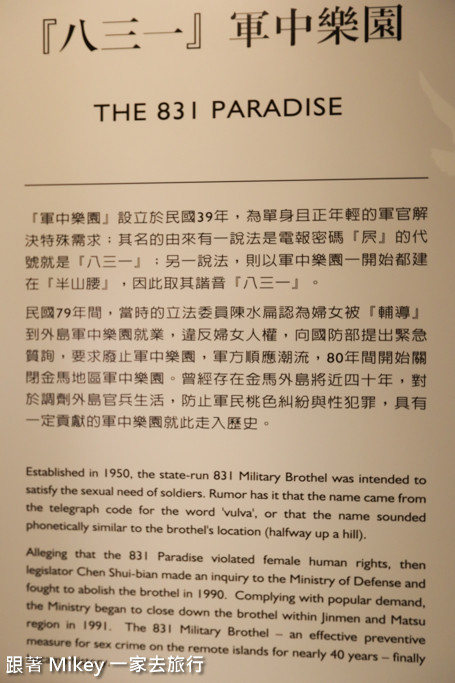 『八三一』軍中樂園
THE 831 PARADISE
『軍中樂園』設立於民國39年，為單身且正年輕的軍官解
決特殊需求：其名的由來有一說法是電報密碼『屄』的代
號就是『八三一』；另一說法，則以軍中樂園一開始都建
在『半山腰』，因此取其諧音『八三一』。
民國79年間，當時的立法委員陳水扁認為婦女被『輔導』
到外島軍中樂園就業，違反婦女人權，向國防部提出緊急
質詢，要求廢止軍中樂園，軍方順應潮流，80年間開始關
閉金馬地區軍中樂園。曾經存在金馬外島將近四十年，對
於調劑外島官兵生活，防止軍民桃色糾紛與性犯罪，具有
一定貢獻的軍中樂園就此走入歷史。
Established in 1950, the state-run 831 Military Brothel was intended to
satisfy the sexual need of soldiers. Rumor has it that the name came from
the telegraph code for the word 'vulva', or that the name sounded
phonetically similar to the brothel's location (halfway up a hill).
Alleging that the 831 Paradise violated female human rights, then
legislator Chen Shui-bian made an inquiry to the Ministry of Defense and
fought to abolish the brothel in 1990. Complying with popular demand,
the Ministry began to close down the brothel within Jinmen and Matsu
region in 1991. The 831 Military Brothel – an effective preventive
measure for sex crime on the remote islands for nearly 40 years – finally
跟著 Mikey 一家去旅行